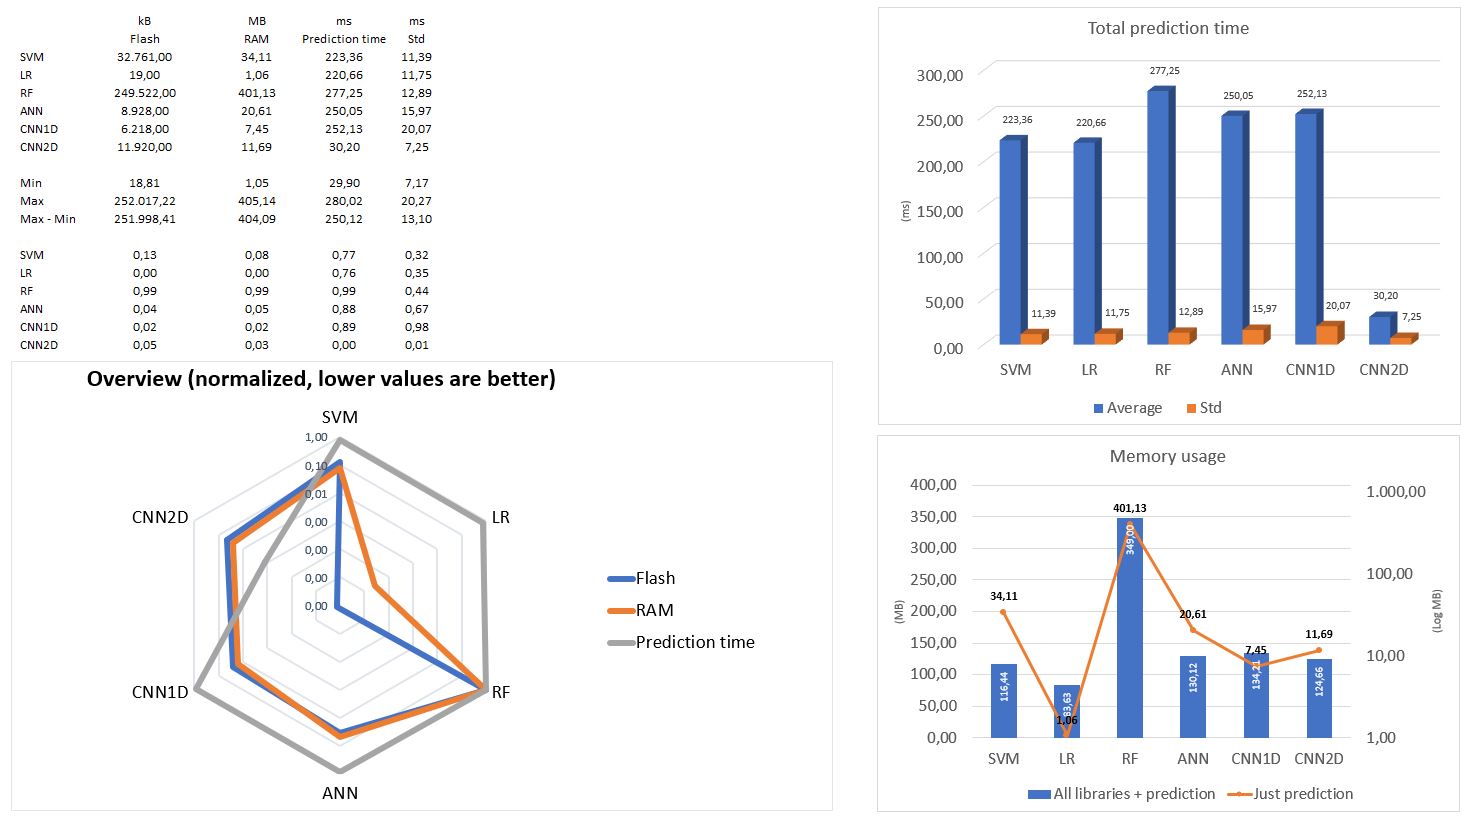 kB MB ms ms
Flash RAM Prediction time Std
SVM 32.761,00 34,11 223,36 11,39
LR 19,00 1,06 220,66 11,75
RF 249.522,00 401,13 277,25 12,89
ANN 8.928,00 20,61 250,05 15,97
CNN1D 6.218,00 7,45 252,13 20,07
CNN2D 11.920,00 11,69 30,20 7,25
Min 18,81 1,05 29,90 7,17
Max 252.017,22 405,14 280,02 20,27
Max - Min 251.998,41 404,09 250,12 13,10
SVM 0,13 0,08 0,77 0,32
LR 0,00 0,00 0,76 0,35
RF 0,99 0,99 0,99 0,44
ANN 0,04 0,05 0,88 0,67
CNN1D 0,02 0,02 0,89 0,98
CNN2D 0,05 0,03 0,00 0,01
Overview (normalized, lower values are better)
SVM
1,00
0,10
0,01
0,00
0,00
0,00
0,00
CNN2D
LR
CNN1D
RF
ANN
Flash
RAM
Prediction time
Total prediction time
300,00
250,00
200,00
150,00
100,00
50,00
0,00
(ms)
223,36
11,39
220,66
11,75
277,25
12,89
250,05
15,97
252,13
20,07
30,20
7,25
SVM LR RF ANN CNN1D CNN2D
Average Std
Memory usage
400,00
350,00
300,00
250,00
200,00
150,00
100,00
50,00
0,00
(MB)
1.000,00
100,00
10,00
1,00
(Log MB)
34,11
116,44
83,63
1,06
401,13
349,00
20,61
130,12
7,45
134,21
11,69
124,66
SVM LR RF ANN CNN1D CNN2D
All libraries + prediction Just prediction